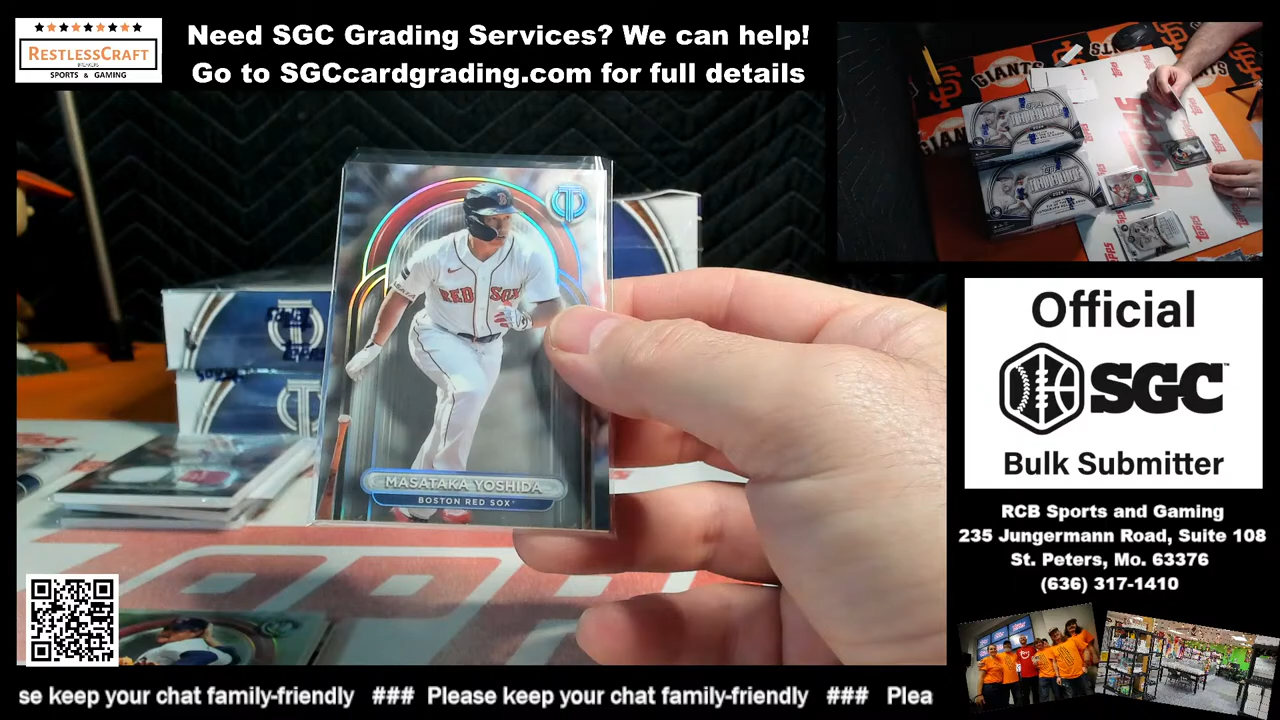 RESTLESSCRAFT
BREAKERS
SPORTS & GAMING
Need SGC Grading Services? We can help!
Go to SGCcardgrading.com for full details
GIANTS
TOPPS
RED SOX
MASATAKA YOSHIDA
BOSTON RED SOX
Official
SGC™
Bulk Submitter
RCB Sports and Gaming
235 Jungermann Road, Suite 108
St. Peters, Mo. 63376
(636) 317-1410
se keep your chat family-friendly ### Please keep your chat family-friendly ### Plea